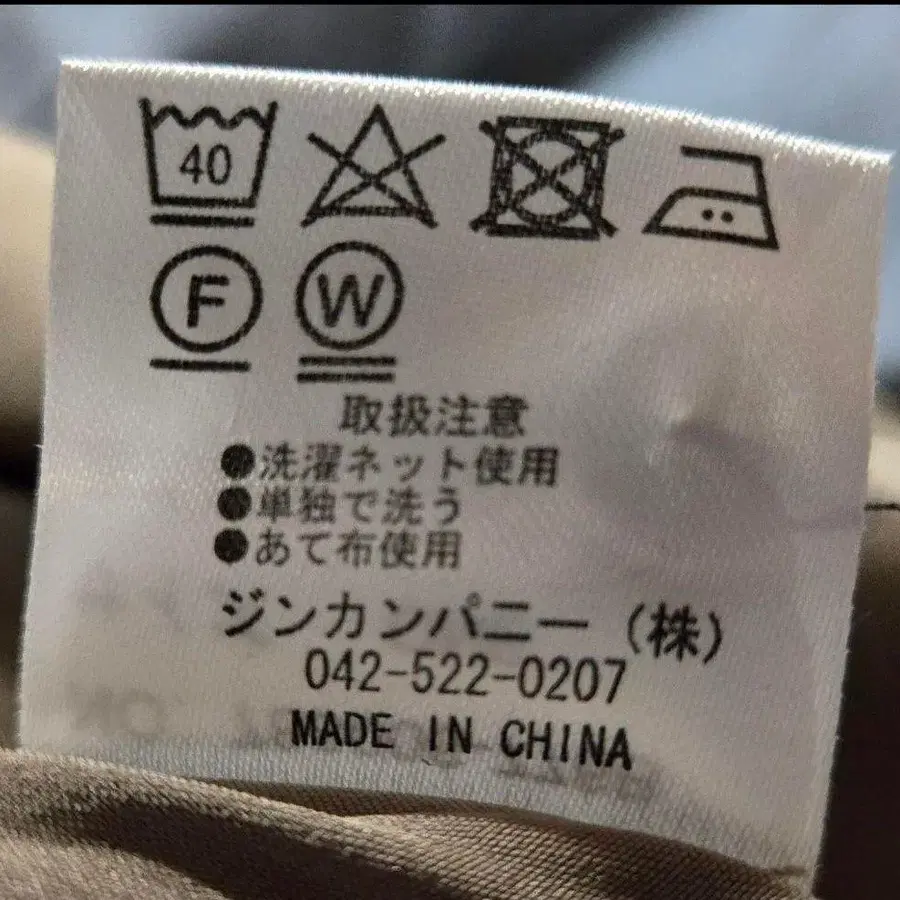 40
F W
取扱注意
●洗濯ネット使用
●単独で洗う
●あて布使用
ジンカンパニー(株)
042-522-0207
MADE IN CHINA